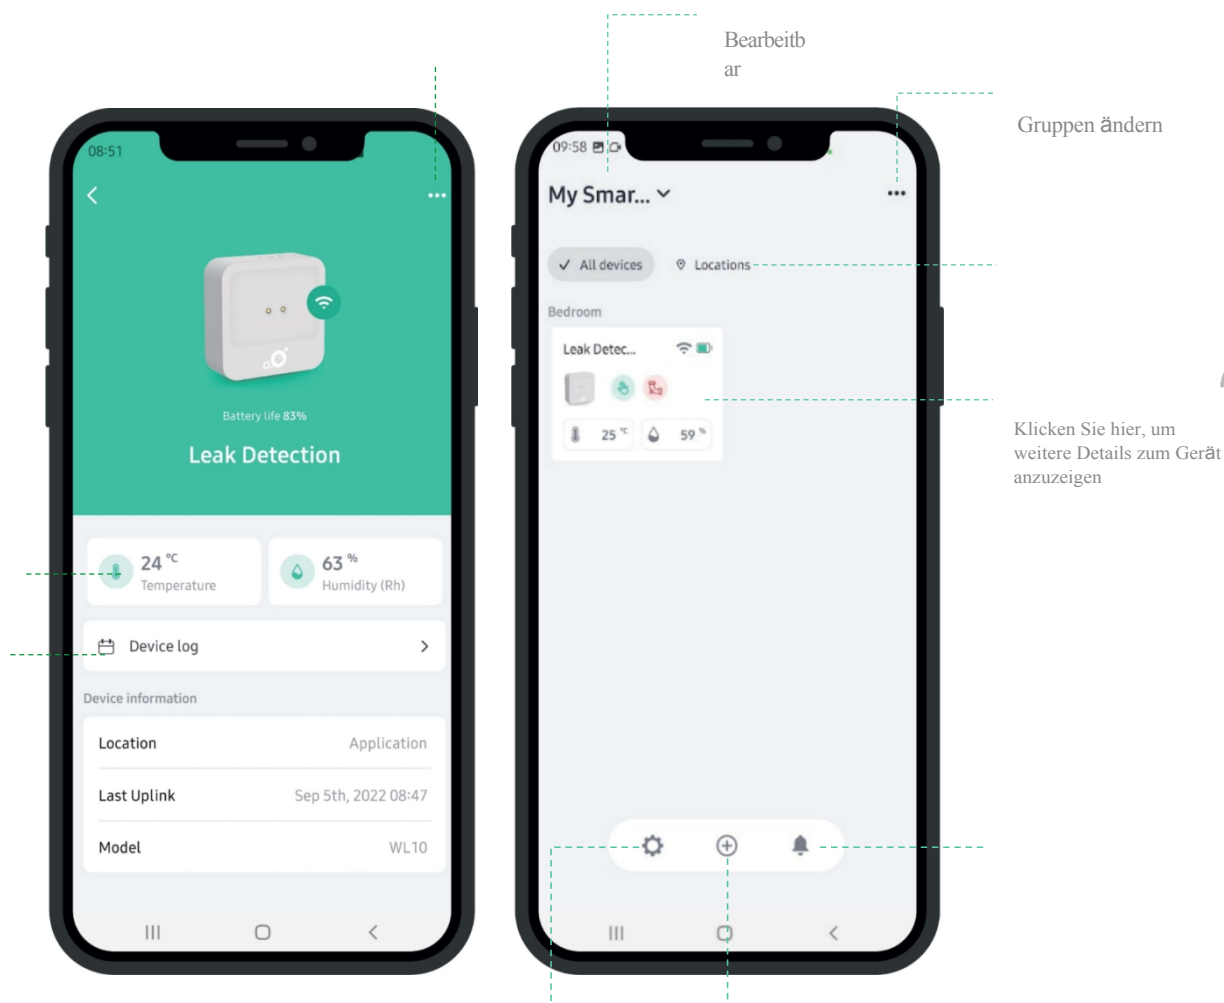 Bearbeitb
ar
Gruppen ändern
08:51
Battery life 83%
Leak Detection
24 °C
Temperature
63 %
Humidity (Rh)
Device log
Device information
Location Application
Last Uplink Sep 5th, 2022 08:47
Model WL10
09:58
My Smar...
All devices
Locations
Bedroom
Leak Detec...
25 °C
59 %
Klicken Sie hier, um
weitere Details zum Gerät
anzuzeigen